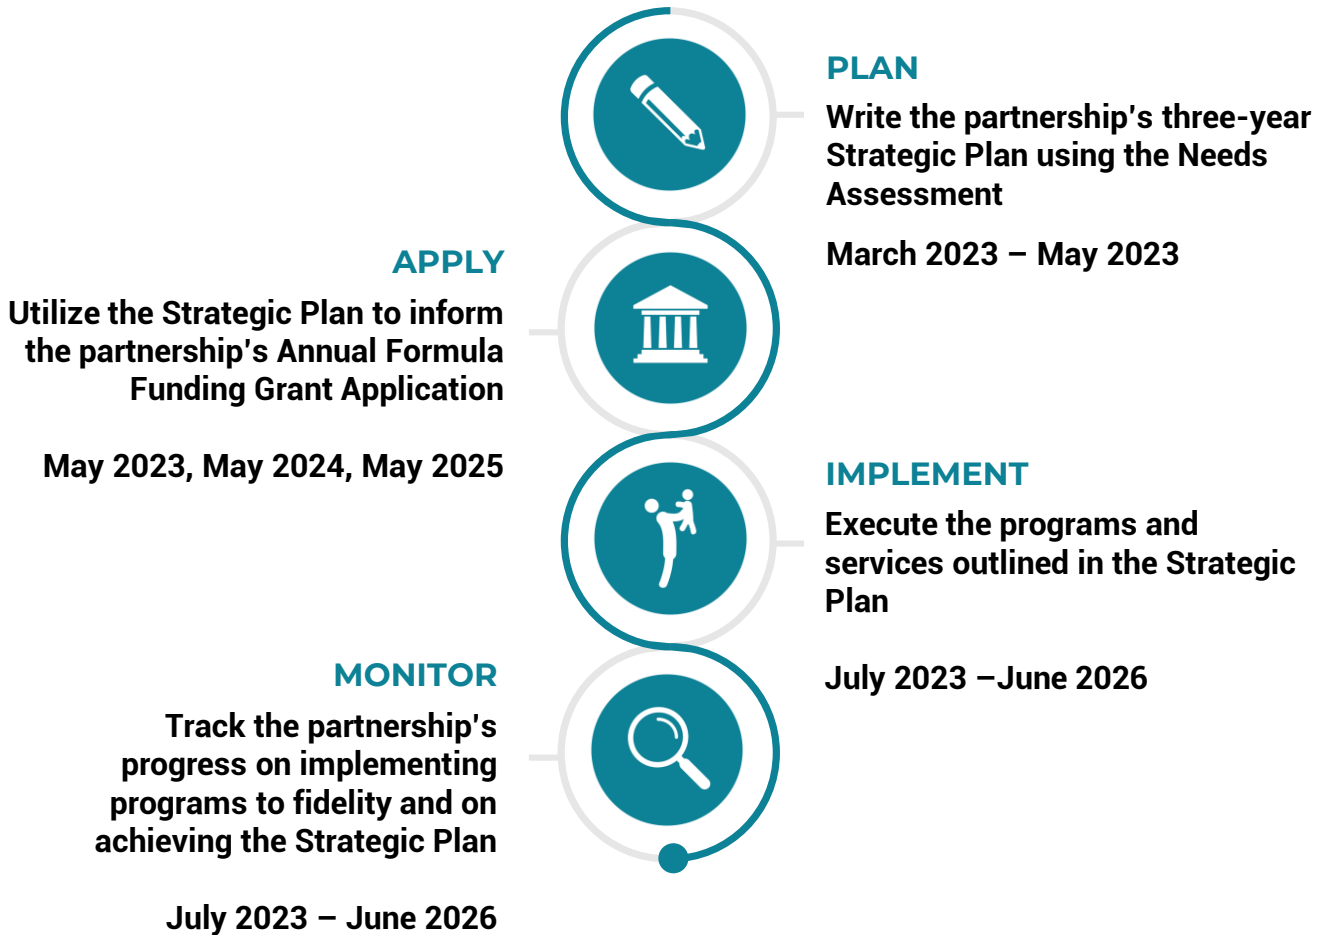 PLAN
Write the partnership's three-year
Strategic Plan using the Needs
Assessment
March 2023 – May 2023
APPLY
Utilize the Strategic Plan to inform
the partnership's Annual Formula
Funding Grant Application
May 2023, May 2024, May 2025
IMPLEMENT
Execute the programs and
services outlined in the Strategic
Plan
July 2023 –June 2026
MONITOR
Track the partnership's
progress on implementing
programs to fidelity and on
achieving the Strategic Plan
July 2023 – June 2026